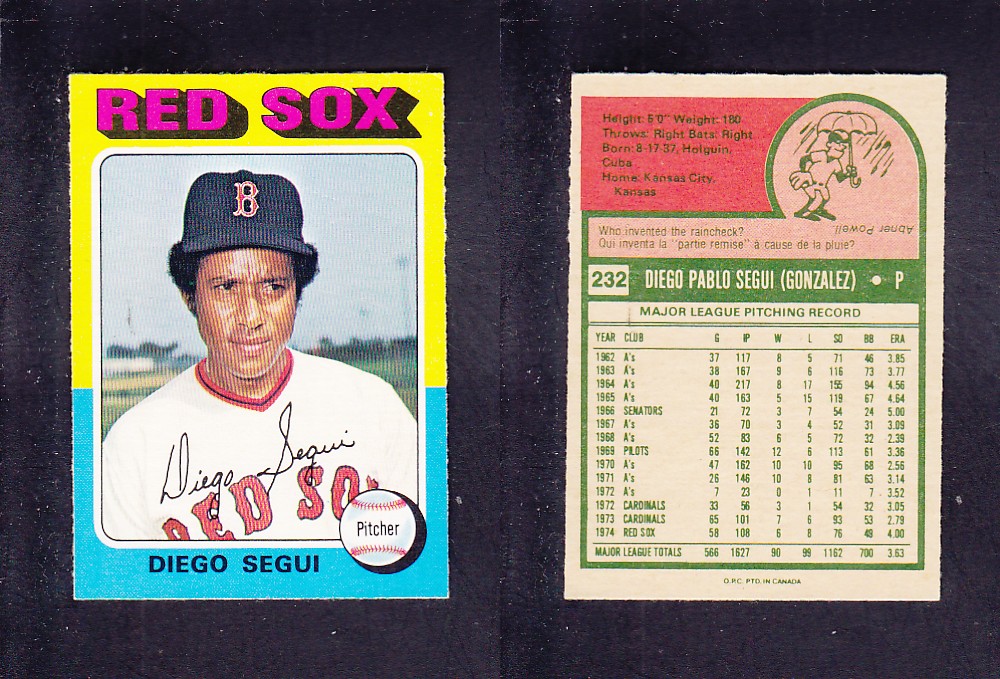 RED SOX
B
Diego Segui
RED SO
Pitcher
DIEGO SEGUI
Height: 6'0" Weight: 180
Throws: Right Bats: Right
Born: 8-17-37, Holguin,
Cuba
Home: Kansas City,
Kansas
Who invented the raincheck?
Abner Powell
Qui inventa la "partie remise" à cause de la pluie?
232 DIEGO PABLO SEGUI (GONZALEZ) • P
MAJOR LEAGUE PITCHING RECORD
YEAR CLUB G IP W L SO BB ERA
1962 A's 37 117 8 5 71 46 3.85
1963 A's 38 167 9 6 116 73 3.77
1964 A's 40 217 8 17 155 94 4.56
1965 A's 40 163 5 15 119 67 4.64
1966 SENATORS 21 72 3 7 54 24 5.00
1967 A's 36 70 3 4 52 31 3.09
1968 A's 52 83 6 5 72 32 2.39
1969 PILOTS 66 142 12 6 113 61 3.36
1970 A's 47 162 10 10 95 68 2.56
1971 A's 26 146 10 8 81 63 3.14
1972 A's 7 23 0 1 11 7 3.52
1972 CARDINALS 33 56 3 1 54 32 3.05
1973 CARDINALS 65 101 7 6 93 53 2.79
1974 RED SOX 58 108 6 8 76 49 4.00
MAJOR LEAGUE TOTALS 566 1627 90 99 1162 700 3.63
O.P.C. PTD. IN CANADA